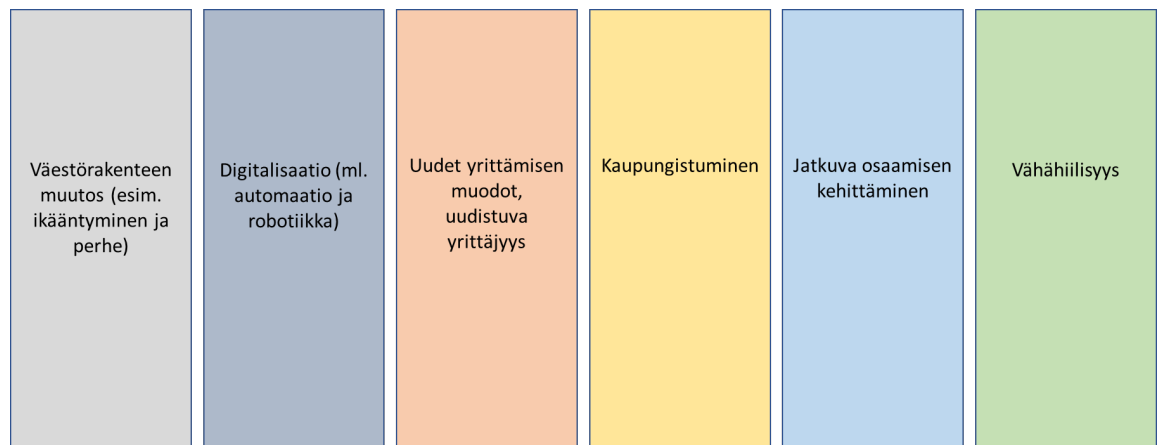 Väestörakenteen
muutos (esim.
ikääntyminen ja
perhe)
Digitalisaatio (ml.
automaatio ja
robotiikka)
Uudet yrittämisen
muodot,
uudistuva
yrittäjyys
Kaupungistuminen
Jatkuva osaamisen
kehittäminen
Vähähiilisyys